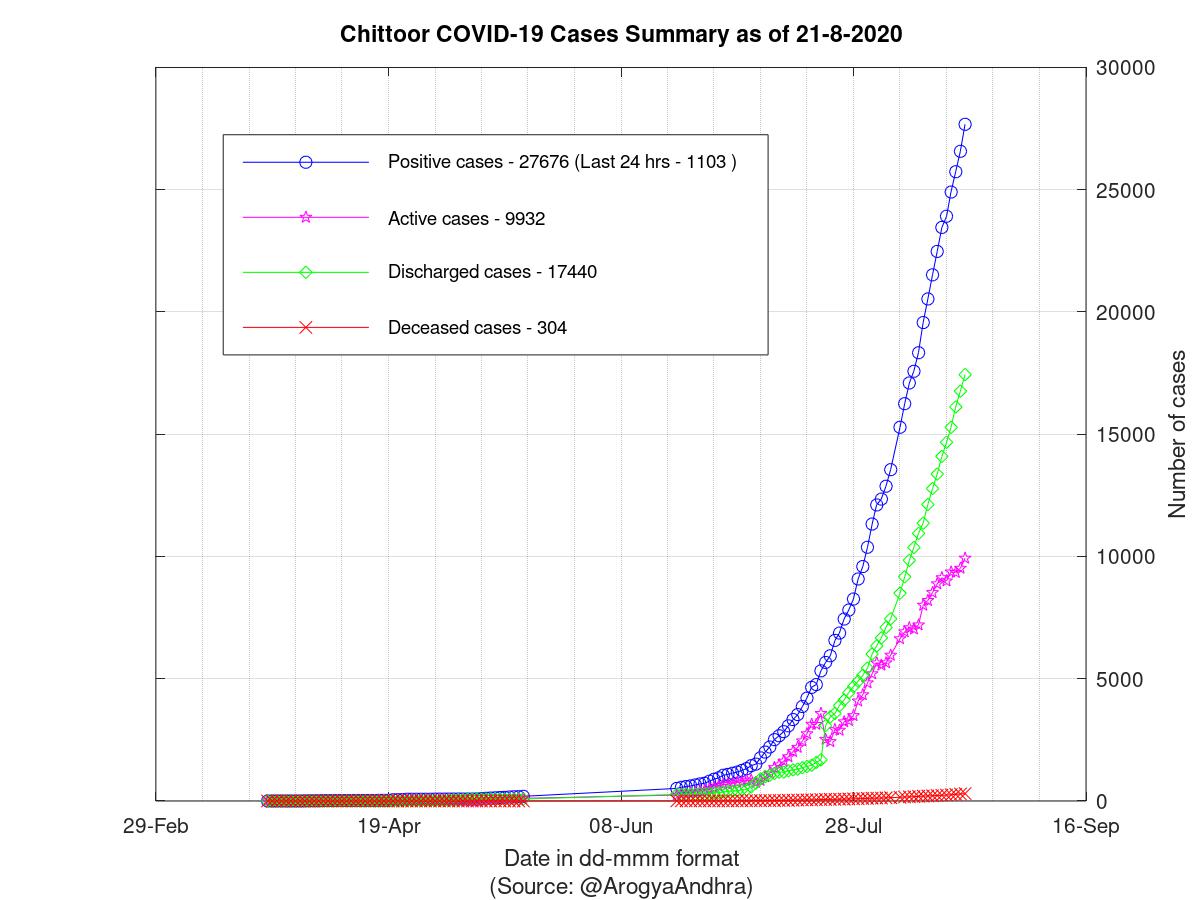 Chittoor COVID-19 Cases Summary as of 21-8-2020
Positive cases - 27676 (Last 24 hrs - 1103 )
Active cases - 9932
Discharged cases - 17440
Deceased cases - 304
30000
25000
20000
15000
10000
5000
0
Number of cases
29-Feb
19-Apr
08-Jun
28-Jul
16-Sep
Date in dd-mmm format
(Source: @ArogyaAndhra)